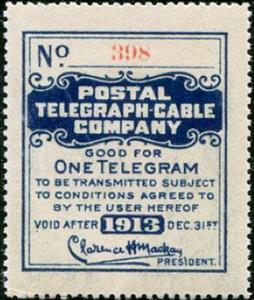 No. 398
POSTAL
TELEGRAPH-CABLE
COMPANY
GOOD FOR
ONE TELEGRAM
TO BE TRANSMITTED SUBJECT
TO CONDITIONS AGREED TO
BY THE USER HEREOF
VOID AFTER 1913 DEC. 31ST
Clarence H Mackay
PRESIDENT.